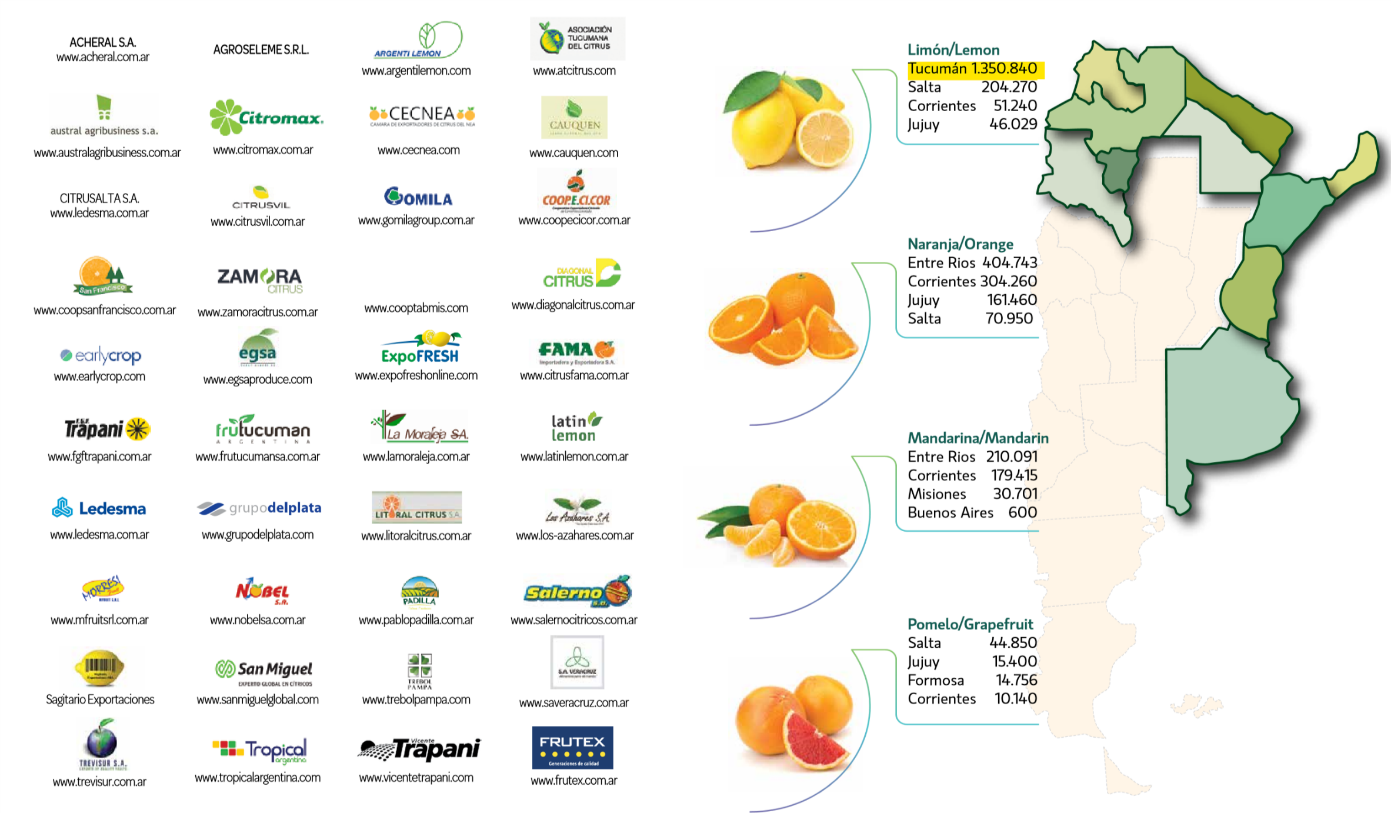 ACHERAL S.A.
www.acheral.com.ar
AGROSELEME S.R.L.
ARGENTI LEMON
www.argentilemon.com
ASOCIACIÓN
TUCUMANA
DEL CITRUS
www.atcitrus.com
austral agribusiness s.a.
www.australagribusiness.com.ar
Citromax.
www.citromax.com.ar
CECNEA
CAMARA DE EXPORTADORES DE CITRUS DEL NEA
www.cecnea.com
CAUQUEN
www.cauquen.com
CITRUSALTA S.A.
www.ledesma.com.ar
CITRUSVIL
www.citrusvil.com.ar
GOMILA
www.gomilagroup.com.ar
COOP.E.CI.COR
www.coopecicor.com.ar
San Francisco
www.coopsanfrancisco.com.ar
ZAMORA
CITRUS
www.zamoracitrus.com.ar
www.cooptabmis.com
DIAGONAL
CITRUS
www.diagonalcitrus.com.ar
earlycrop
www.earlycrop.com
egsa
www.egsaproduce.com
ExpoFRESH
www.expofreshonline.com
FAMA
Importadora y Exportadora S.A.
www.citrusfama.com.ar
Trapani
www.fgftrapani.com.ar
frutucuman
ARGENTINA
www.frutucumansa.com.ar
La Moraleja S.A.
www.lamoraleja.com.ar
latin
lemon
www.latinlemon.com.ar
Ledesma
www.ledesma.com.ar
grupodelplata
www.grupodelplata.com
LITORAL CITRUS S.A.
www.litoralcitrus.com.ar
Los Azahares S.A.
www.los-azahares.com.ar
MORRESI
www.mfruitsrl.com.ar
NOBEL
S.A.
www.nobelsa.com.ar
PADILLA
www.pablopadilla.com.ar
Salerno
S.A.
www.salernocitricos.com.ar
Sagitario Exportaciones
San Miguel
EXPERTO GLOBAL EN CÍTRICOS
www.sanmiguelglobal.com
TREBOL
PAMPA
www.trebolpampa.com
S.A. VERACRUZ
www.saveracruz.com.ar
TREVISUR S.A.
www.trevisur.com.ar
Tropical
argentina
www.tropicalargentina.com
Vicente
Trapani
www.vicentetrapani.com
FRUTEX
Generaciones de calidad
www.frutex.com.ar
Limón/Lemon
Tucumán 1.350.840
Salta 204.270
Corrientes 51.240
Jujuy 46.029
Naranja/Orange
Entre Rios 404.743
Corrientes 304.260
Jujuy 161.460
Salta 70.950
Mandarina/Mandarin
Entre Rios 210.091
Corrientes 179.415
Misiones 30.701
Buenos Aires 600
Pomelo/Grapefruit
Salta 44.850
Jujuy 15.400
Formosa 14.756
Corrientes 10.140